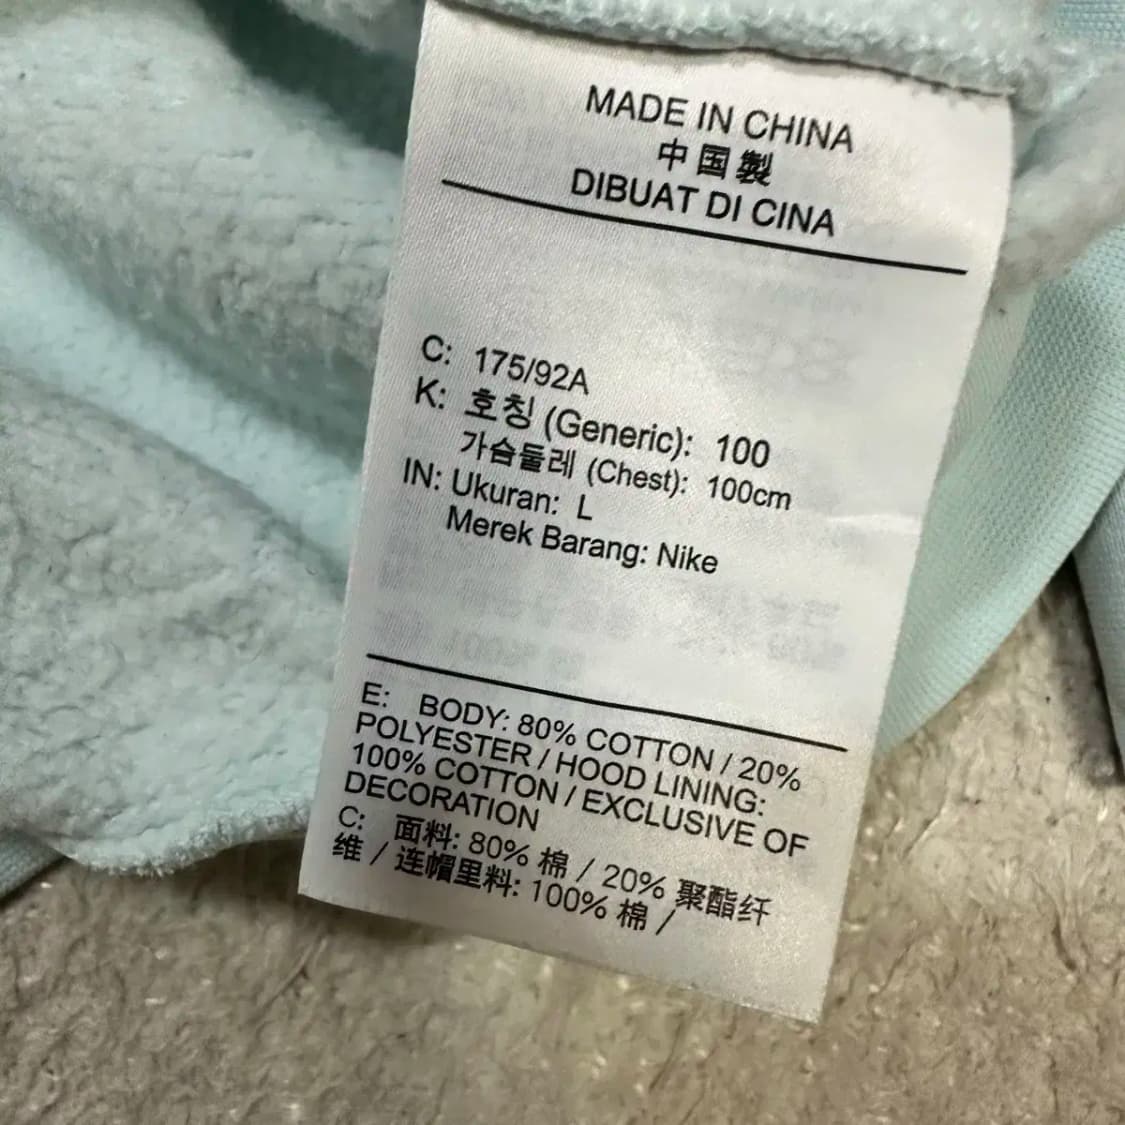 MADE IN CHINA
中国製
DIBUAT DI CINA
C: 175/92A
K: 호칭 (Generic): 100
가슴둘레 (Chest): 100cm
IN: Ukuran: L
Merek Barang: Nike
E: BODY: 80% COTTON / 20%
POLYESTER / HOOD LINING:
100% COTTON / EXCLUSIVE OF
DECORATION
C: 面料: 80% 棉 / 20% 聚酯纤
维 / 连帽里料: 100% 棉 /